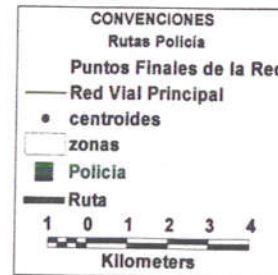 CONVENCIONES
Rutas Policía
Puntos Finales de la Red
Red Vial Principal
centroides
zonas
Policia
Ruta
1 0 1 2 3 4
Kilometers